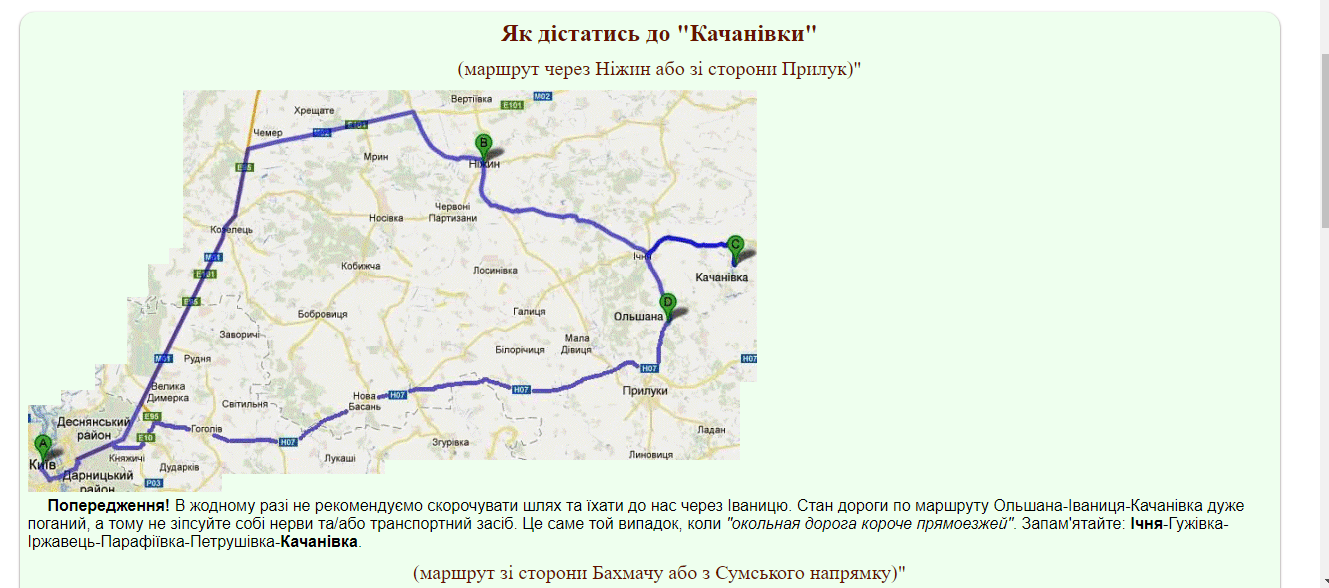 Як дістатись до "Качанівки"
(маршрут через Ніжин або зі сторони Прилук)"
Вертіївка
M02
E101
Хрещате
E101
M02
Чемер
B
Мрин
Ніжин
E95
Червоні
Партизани
Носівка
Козелець
C
Ічня
M01
Кобижча
Лосинівка
Качанівка
E101
E95
D
Бобровиця
Галиця
Ольшана
Заворичі
Мала
Дівиця
Білорічиця
M01
Рудня
H07
H07
Велика
Димерка
Нова
Басань
H07
H07
Прилуки
Світильня
Деснянський
район
E95
Гоголів
E10
H07
Ладан
A
Київ
Княжичі
Згурівка
Линовиця
Лукаші
Дударків
Дарницький
район
P03
Попередження! В жодному разі не рекомендуємо скорочувати шлях та їхати до нас через Іваницю. Стан дороги по маршруту Ольшана-Іваниця-Качанівка дуже
поганий, а тому не зіпсуйте собі нерви та/або транспортний засіб. Це саме той випадок, коли "окольная дорога короче прямоезжей". Запам'ятайте: Ічня-Гужівка-
Іржавець-Парафіївка-Петрушівка-Качанівка.
(маршрут зі сторони Бахмачу або з Сумського напрямку)"